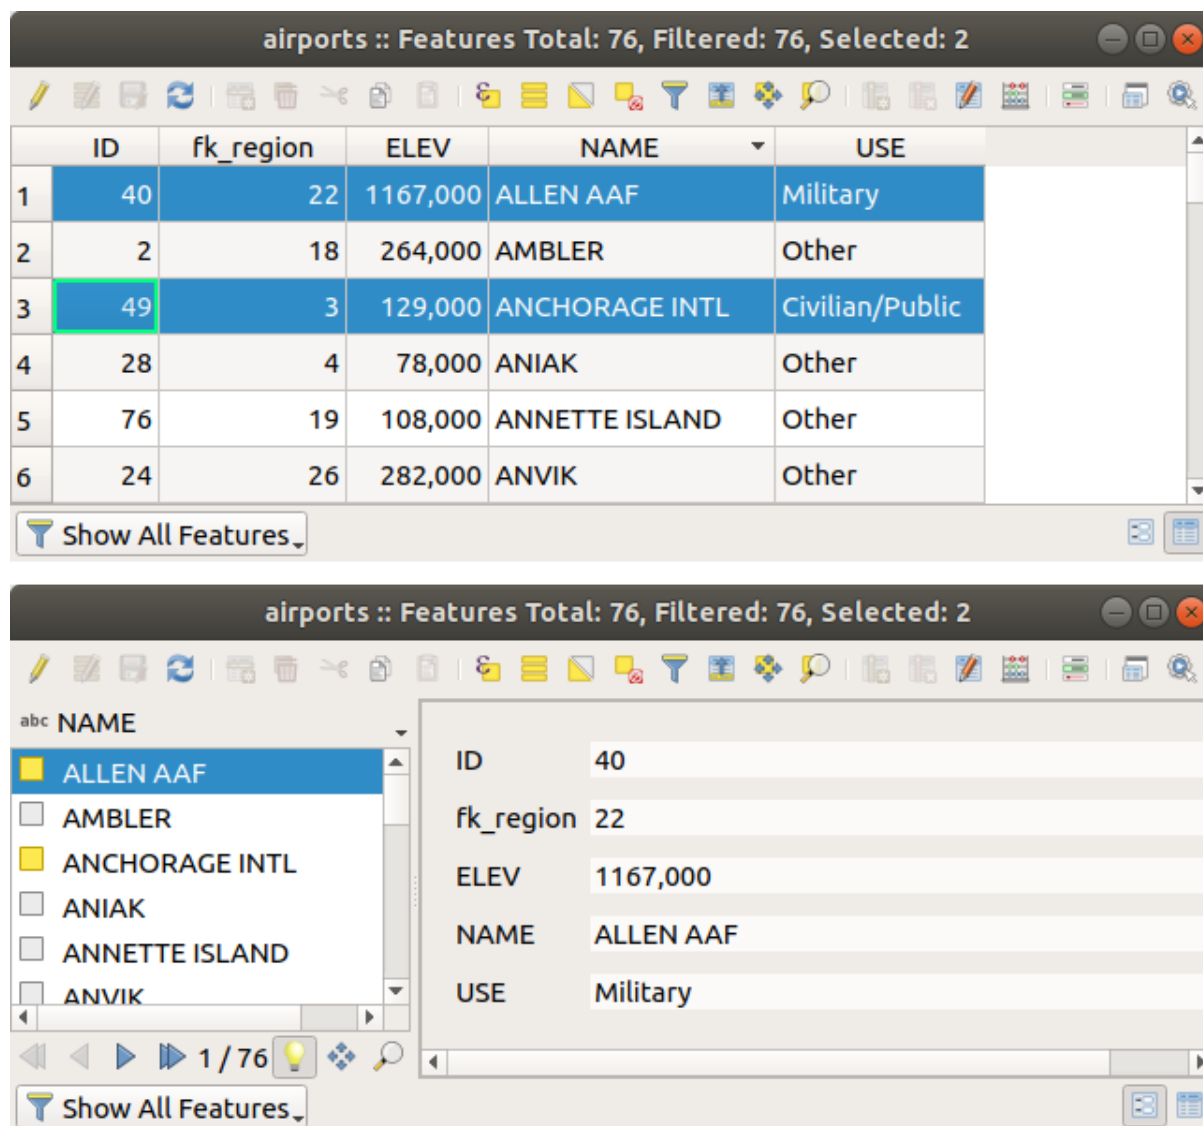 airports :: Features Total: 76, Filtered: 76, Selected: 2
ID fk_region ELEV NAME USE
1 40 22 1167,000 ALLEN AAF Military
2 2 18 264,000 AMBLER Other
3 49 3 129,000 ANCHORAGE INTL Civilian/Public
4 28 4 78,000 ANIAK Other
5 76 19 108,000 ANNETTE ISLAND Other
6 24 26 282,000 ANVIK Other
Show All Features
airports :: Features Total: 76, Filtered: 76, Selected: 2
abc NAME
ALLEN AAF
AMBLER
ANCHORAGE INTL
ANIAK
ANNETTE ISLAND
ANVIK
1 / 76
ID 40
fk_region 22
ELEV 1167,000
NAME ALLEN AAF
USE Military
Show All Features